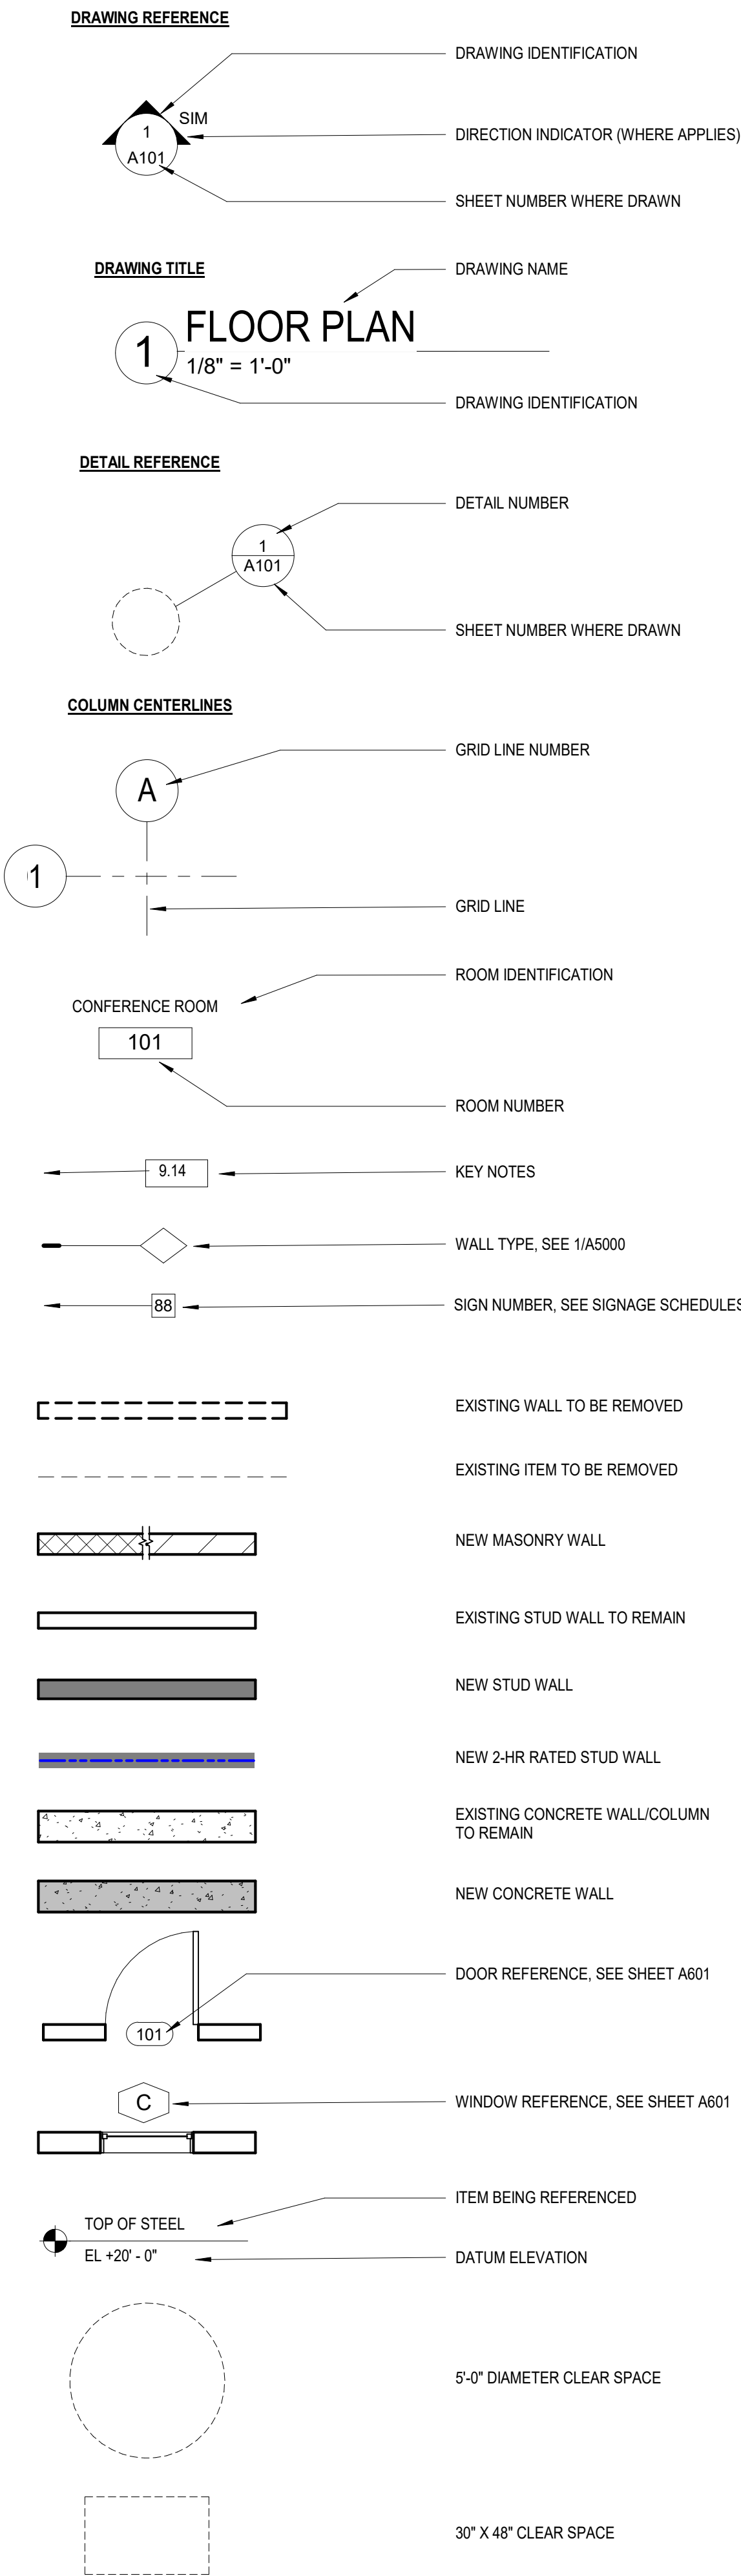 DRAWING REFERENCE
DRAWING IDENTIFICATION
SIM
1
DIRECTION INDICATOR (WHERE APPLIES)
A101
SHEET NUMBER WHERE DRAWN
DRAWING TITLE
DRAWING NAME
FLOOR PLAN
1
1/8" = 1'-0"
DRAWING IDENTIFICATION
DETAIL REFERENCE
DETAIL NUMBER
1
A101
SHEET NUMBER WHERE DRAWN
COLUMN CENTERLINES
GRID LINE NUMBER
A
1
GRID LINE
ROOM IDENTIFICATION
CONFERENCE ROOM
101
ROOM NUMBER
9.14
KEY NOTES
WALL TYPE, SEE 1/A5000
88
SIGN NUMBER, SEE SIGNAGE SCHEDULES
EXISTING WALL TO BE REMOVED
EXISTING ITEM TO BE REMOVED
NEW MASONRY WALL
EXISTING STUD WALL TO REMAIN
NEW STUD WALL
NEW 2-HR RATED STUD WALL
EXISTING CONCRETE WALL/COLUMN
TO REMAIN
NEW CONCRETE WALL
DOOR REFERENCE, SEE SHEET A601
101
C
WINDOW REFERENCE, SEE SHEET A601
ITEM BEING REFERENCED
TOP OF STEEL
EL +20' - 0"
DATUM ELEVATION
5'-0" DIAMETER CLEAR SPACE
30" X 48" CLEAR SPACE